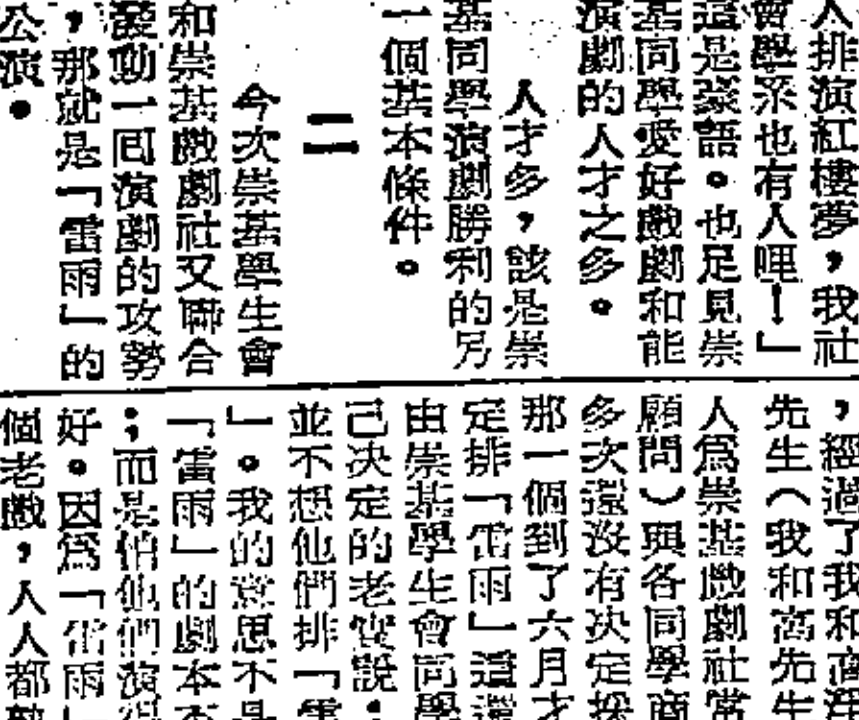 人排演紅樓夢，我社
會學系也有人哩！」
這是豪語。也足見崇
基同學愛好戲劇和能
演劇的人才之多。
人才多，該是崇
基同學演劇勝利的另
一個基本條件。
二
今次崇基學生會
和崇基戲劇社又聯合
發動一囘演劇的攻勢
，那就是「雷雨」的
公演。
，經過了我和
先生（我和高先生
人爲崇基戲劇社常
顧問）與各同學商
多次還沒有決定採
那一個到了六月才
定排「雷雨」這還
由崇基學生會同學
己決定的老實說：
並不想他們排「雷
」。我的意思不是
「雷雨」的劇本不
；而是怕他們演得
好。因爲「雷雨」
個老戲，人人都